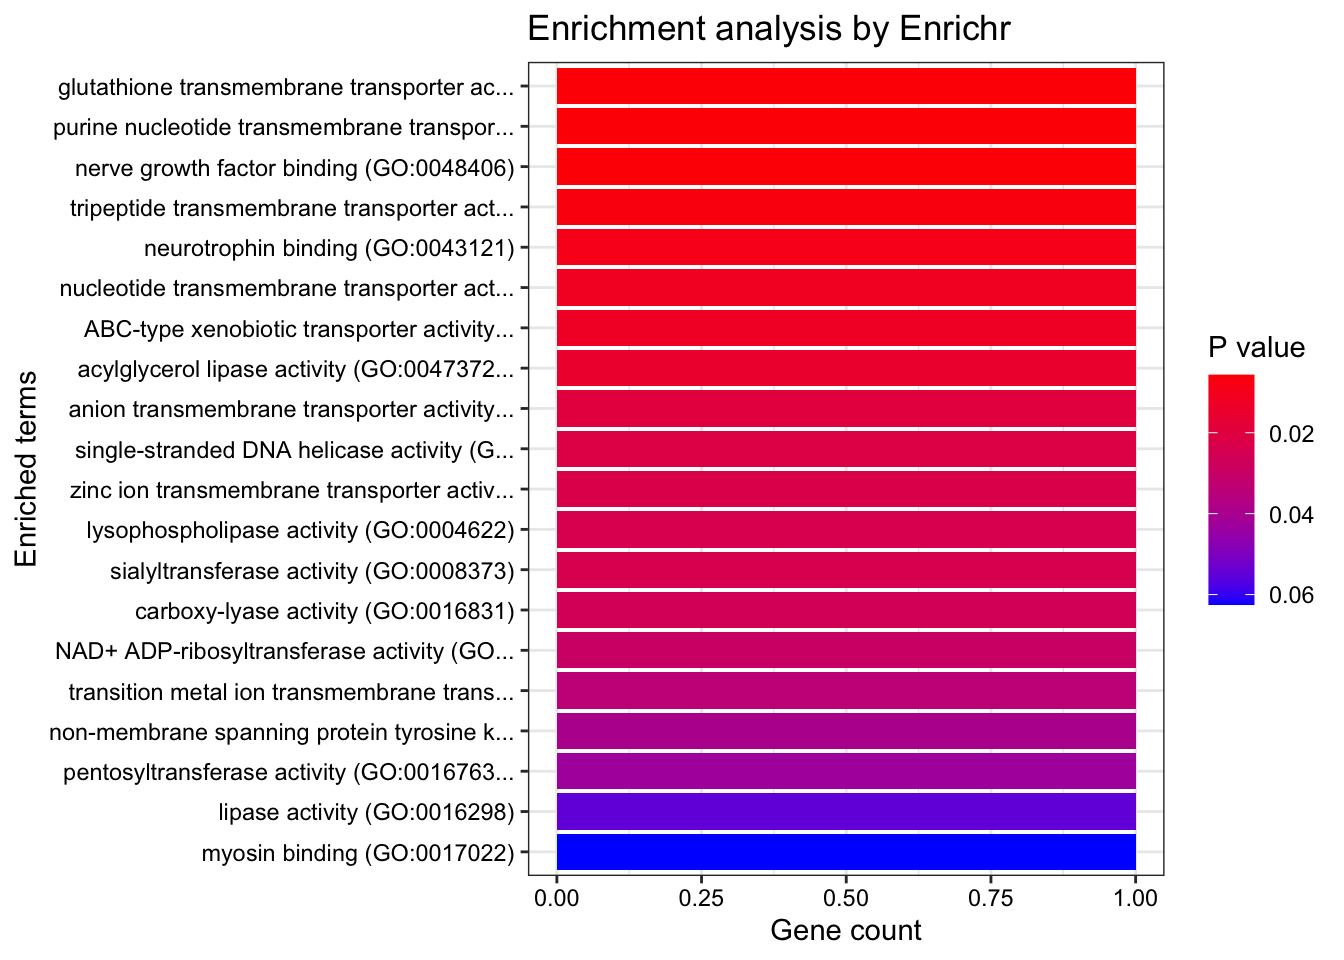 Enrichment analysis by Enrichr
glutathione transmembrane transporter ac...
purine nucleotide transmembrane transpor...
nerve growth factor binding (GO:0048406)
tripeptide transmembrane transporter act...
neurotrophin binding (GO:0043121)
nucleotide transmembrane transporter act...
ABC-type xenobiotic transporter activity...
acylglycerol lipase activity (GO:0047372...
anion transmembrane transporter activity...
single-stranded DNA helicase activity (G...
zinc ion transmembrane transporter activ...
lysophospholipase activity (GO:0004622)
sialyltransferase activity (GO:0008373)
carboxy-lyase activity (GO:0016831)
NAD+ ADP-ribosyltransferase activity (GO...
transition metal ion transmembrane trans...
non-membrane spanning protein tyrosine k...
pentosyltransferase activity (GO:0016763...
lipase activity (GO:0016298)
myosin binding (GO:0017022)
Enriched terms
0.00 0.25 0.50 0.75 1.00
Gene count
P value
0.02
0.04
0.06